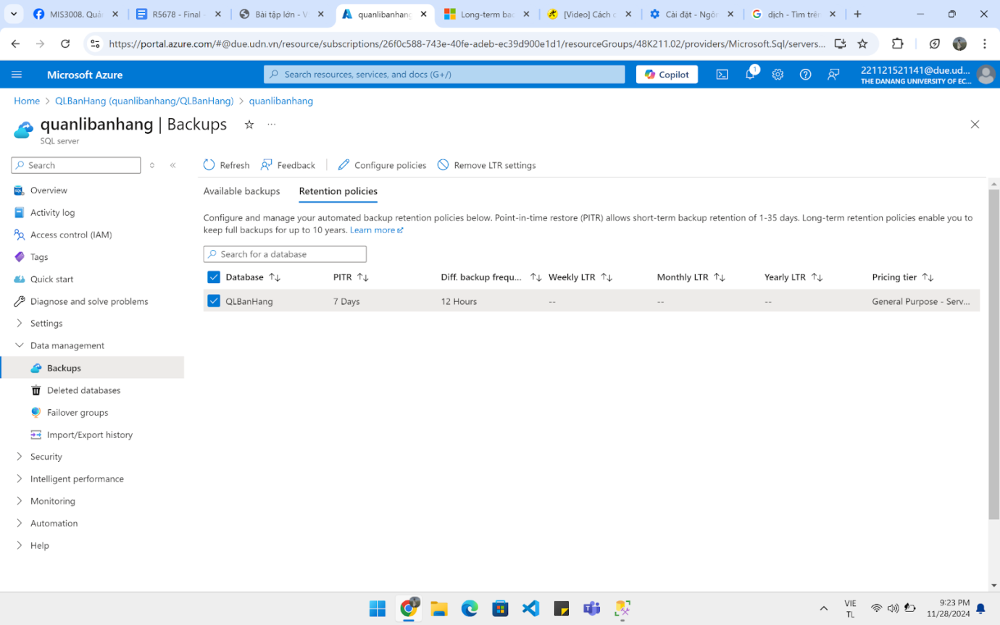 MIS3008. Quả
R5678 - Final
Bài tập lớn - V
quanlibanhang
Long-term bac
[Video] Cách c
Cài đặt - Ngôn
dịch - Tìm trên
https://portal.azure.com/#@due.udn.vn/resource/subscriptions/26f0c588-743e-40fe-adeb-ec39d900e1d1/resourceGroups/48K211.02/providers/Microsoft.Sql/servers...
Microsoft Azure
Search resources, services, and docs (G+/)
Copilot
1
221121521141@due.ud...
THE DANANG UNIVERSITY OF EC...
Home > QLBanHang (quanlibanhang/QLBanHang) > quanlibanhang
quanlibanhang | Backups
SQL server
Search
Refresh
Feedback
Configure policies
Remove LTR settings
Overview
Activity log
Access control (IAM)
Tags
Quick start
Diagnose and solve problems
Settings
Data management
Backups
Deleted databases
Failover groups
Import/Export history
Security
Intelligent performance
Monitoring
Automation
Help
Available backups
Retention policies
Configure and manage your automated backup retention policies below. Point-in-time restore (PITR) allows short-term backup retention of 1-35 days. Long-term retention policies enable you to
keep full backups for up to 10 years. Learn more
Search for a database
Database PITR Diff. backup frequ... Weekly LTR Monthly LTR Yearly LTR Pricing tier
QLBanHang 7 Days 12 Hours -- -- -- General Purpose - Serv...
VIE
TL
9:23 PM
11/28/2024